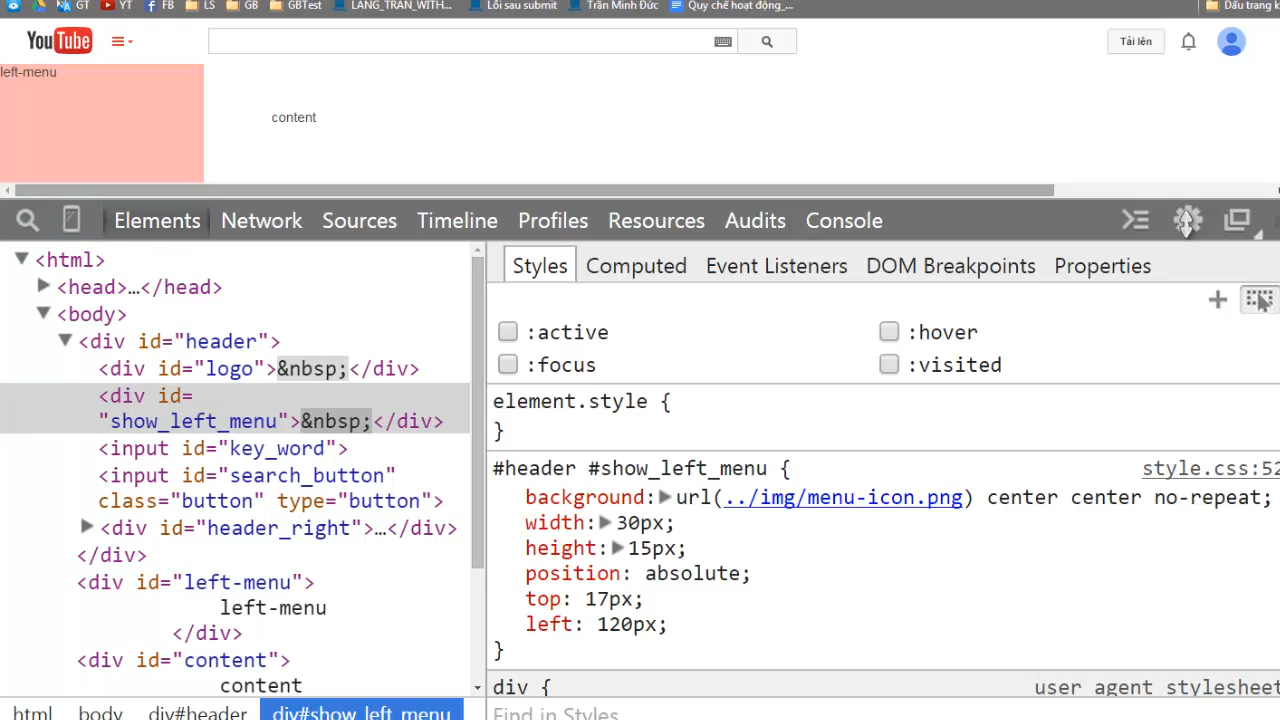 GT YT FB LS GB GBTest LANG_TRAN_WITH... Lỗi sau submit Trần Minh Đức Quy chế hoạt động_... Dấu trang k
YouTube Tải lên
left-menu
content
Elements Network Sources Timeline Profiles Resources Audits Console
<html>
<head>…</head>
<body>
<div id="header">
<div id="logo">&nbsp;</div>
<div id=
"show_left_menu">&nbsp;</div>
<input id="key_word">
<input id="search_button"
class="button" type="button">
<div id="header_right">…</div>
</div>
<div id="left-menu">
left-menu
</div>
<div id="content">
content
html body div#header div#show_left_menu
Styles Computed Event Listeners DOM Breakpoints Properties
:active :hover
:focus :visited
element.style {
}
#header #show_left_menu { style.css:52
background: url(../img/menu-icon.png) center center no-repeat;
width: 30px;
height: 15px;
position: absolute;
top: 17px;
left: 120px;
}
div { user agent stylesheet
Find in Styles